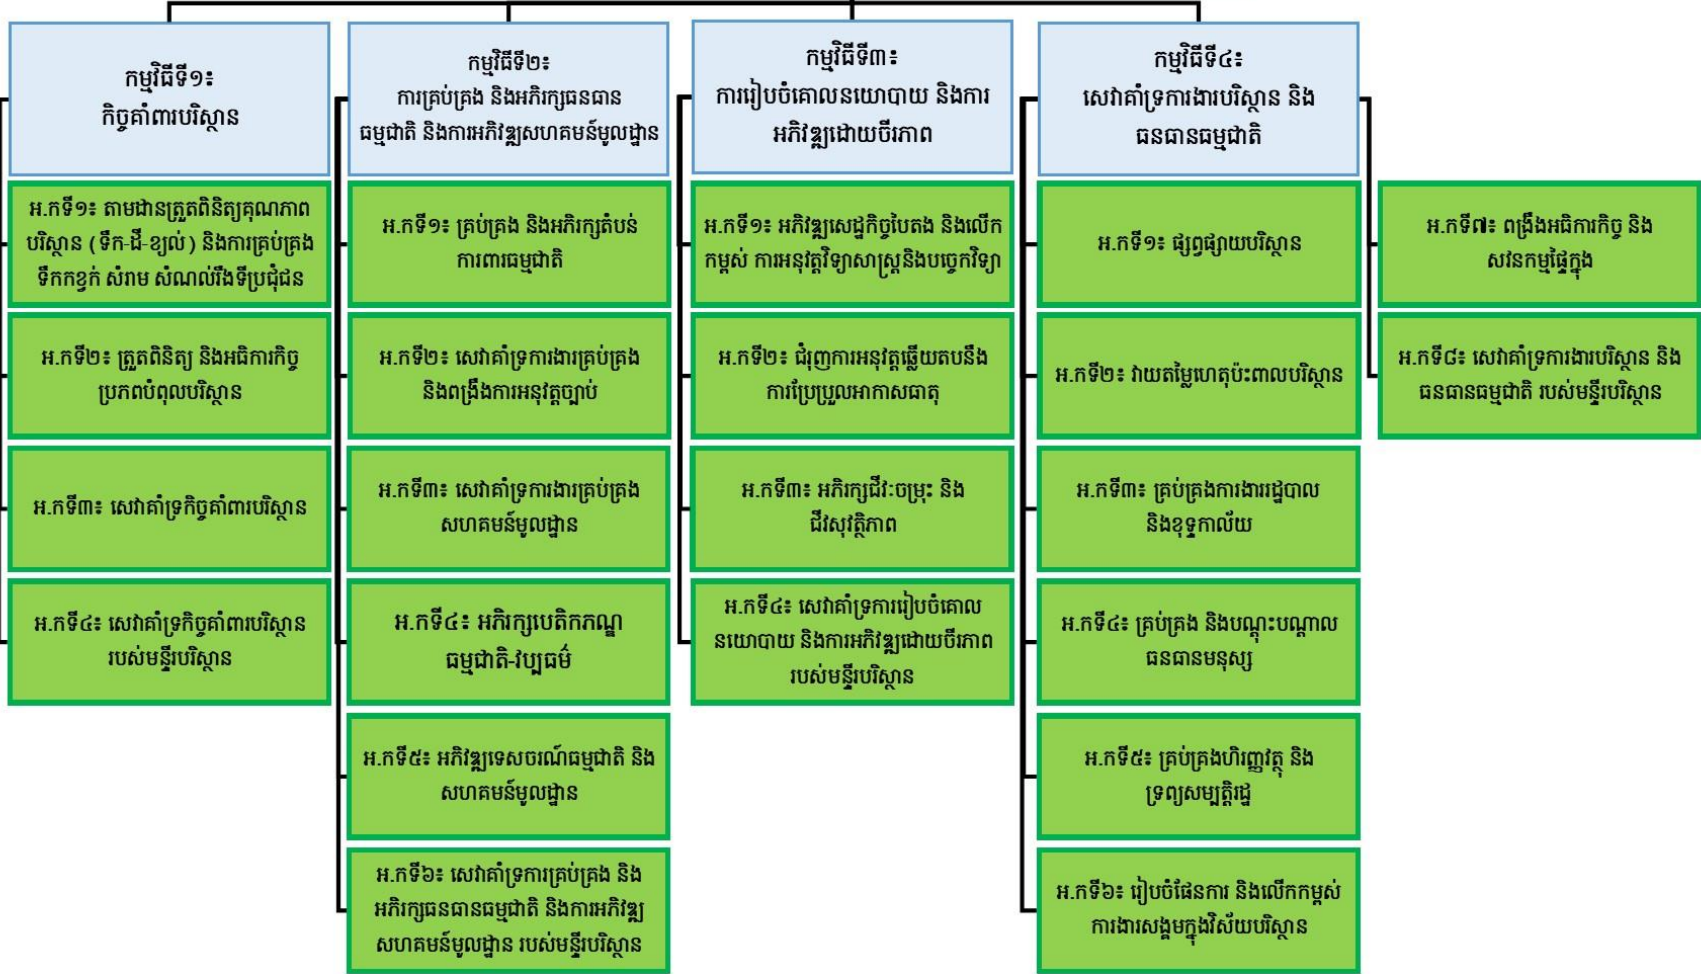 កម្មវិធីទី១៖
កិច្ចគាំពារបរិស្ថាន
អ.កទី១៖ តាមដានត្រួតពិនិត្យគុណភាព
បរិស្ថាន (ទឹក-ដី-ខ្យល់) និងការគ្រប់គ្រង
ទឹកកខ្វក់ សំរាម សំណល់រឹងទីប្រជុំជន
អ.កទី២៖ ត្រួតពិនិត្យ និងអធិការកិច្ច
ប្រភពបំពុលបរិស្ថាន
អ.កទី៣៖ សេវាគាំទ្រកិច្ចគាំពារបរិស្ថាន
អ.កទី៤៖ សេវាគាំទ្រកិច្ចគាំពារបរិស្ថាន
របស់មន្ទីរបរិស្ថាន
កម្មវិធីទី២៖
ការគ្រប់គ្រង និងអភិរក្សធនធាន
ធម្មជាតិ និងការអភិវឌ្ឍសហគមន៍មូលដ្ឋាន
អ.កទី១៖ គ្រប់គ្រង និងអភិរក្សតំបន់
ការពារធម្មជាតិ
អ.កទី២៖ សេវាគាំទ្រការងារគ្រប់គ្រង
និងពង្រឹងការអនុវត្តច្បាប់
អ.កទី៣៖ សេវាគាំទ្រការងារគ្រប់គ្រង
សហគមន៍មូលដ្ឋាន
អ.កទី៤៖ អភិរក្សបេតិកភណ្ឌ
ធម្មជាតិ-វប្បធម៌
អ.កទី៥៖ អភិវឌ្ឍទេសចរណ៍ធម្មជាតិ និង
សហគមន៍មូលដ្ឋាន
អ.កទី៦៖ សេវាគាំទ្រការគ្រប់គ្រង និង
អភិរក្សធនធានធម្មជាតិ និងការអភិវឌ្ឍ
សហគមន៍មូលដ្ឋាន របស់មន្ទីរបរិស្ថាន
កម្មវិធីទី៣៖
ការរៀបចំគោលនយោបាយ និងការ
អភិវឌ្ឍដោយចីរភាព
អ.កទី១៖ អភិវឌ្ឍសេដ្ឋកិច្ចបៃតង និងលើក
កម្ពស់ ការអនុវត្តវិទ្យាសាស្ត្រនិងបច្ចេកវិទ្យា
អ.កទី២៖ ជំរុញការអនុវត្តឆ្លើយតបនឹង
ការប្រែប្រួលអាកាសធាតុ
អ.កទី៣៖ អភិរក្សជីវៈចម្រុះ និង
ជីវសុវត្ថិភាព
អ.កទី៤៖ សេវាគាំទ្រការរៀបចំគោល
នយោបាយ និងការអភិវឌ្ឍដោយចីរភាព
របស់មន្ទីរបរិស្ថាន
កម្មវិធីទី៤៖
សេវាគាំទ្រការងារបរិស្ថាន និង
ធនធានធម្មជាតិ
អ.កទី១៖ ផ្សព្វផ្សាយបរិស្ថាន
អ.កទី២៖ វាយតម្លៃហេតុប៉ះពាលបរិស្ថាន
អ.កទី៣៖ គ្រប់គ្រងការងាររដ្ឋបាល
និងខុទ្ទកាល័យ
អ.កទី៤៖ គ្រប់គ្រង និងបណ្តុះបណ្តាល
ធនធានមនុស្ស
អ.កទី៥៖ គ្រប់គ្រងហិរញ្ញវត្ថុ និង
ទ្រព្យសម្បត្តិរដ្ឋ
អ.កទី៦៖ រៀបចំផែនការ និងលើកកម្ពស់
ការងារសង្គមក្នុងវិស័យបរិស្ថាន
អ.កទី៧៖ ពង្រឹងអធិការកិច្ច និង
សវនកម្មផ្ទៃក្នុង
អ.កទី៨៖ សេវាគាំទ្រការងារបរិស្ថាន និង
ធនធានធម្មជាតិ របស់មន្ទីរបរិស្ថាន